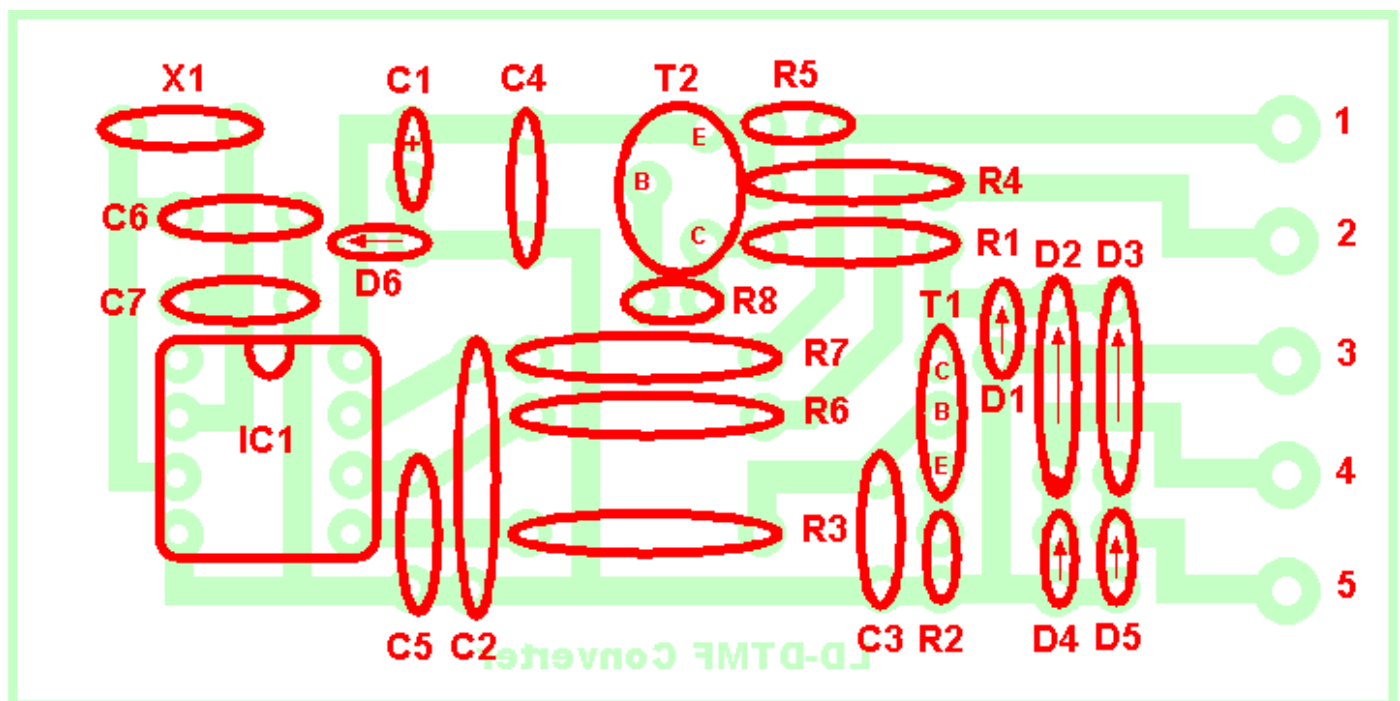 X1
C1
C4
T2
R5
1
+
E
B
R4
C6
C
2
R1
D2
D3
D6
C7
R8
T1
R7
3
C
D1
R6
B
IC1
E
4
R3
5
C5
C2
C3
R2
D4
D5
LD-DTMF Converter